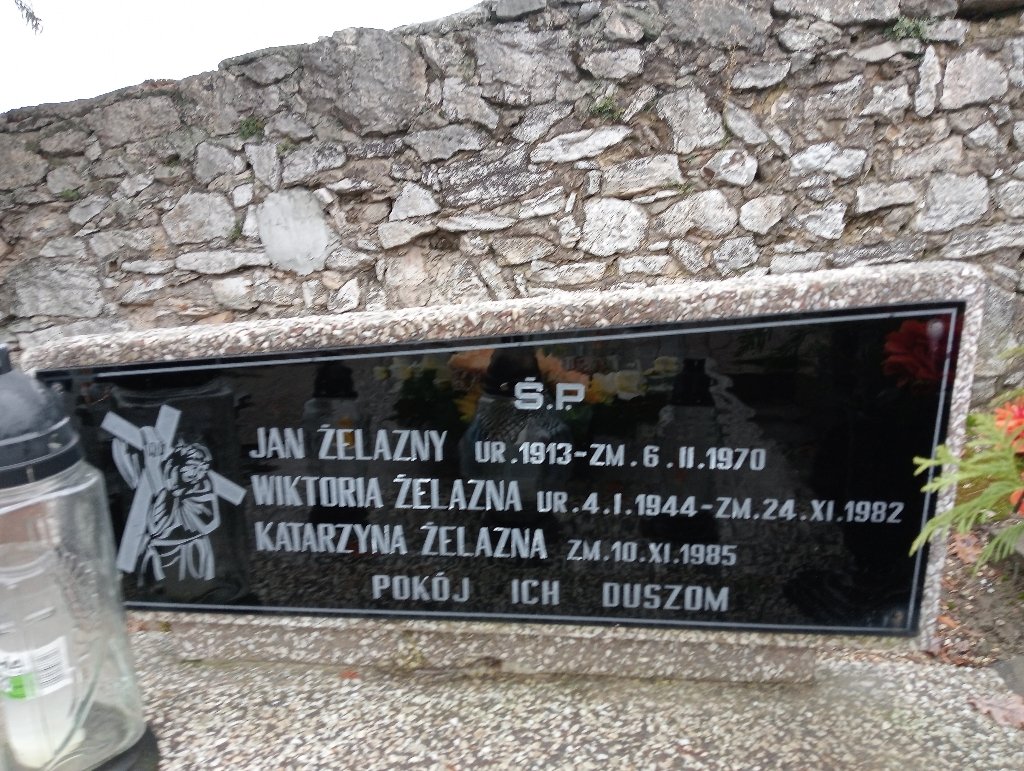 Ś.P.
JAN ŻELAZNY UR.1913-ZM.6.II.1970
WIKTORIA ŻELAZNA UR.4.I.1944-ZM.24.XI.1982
KATARZYNA ŻELAZNA ZM.10.XI.1985
POKÓJ ICH DUSZOM